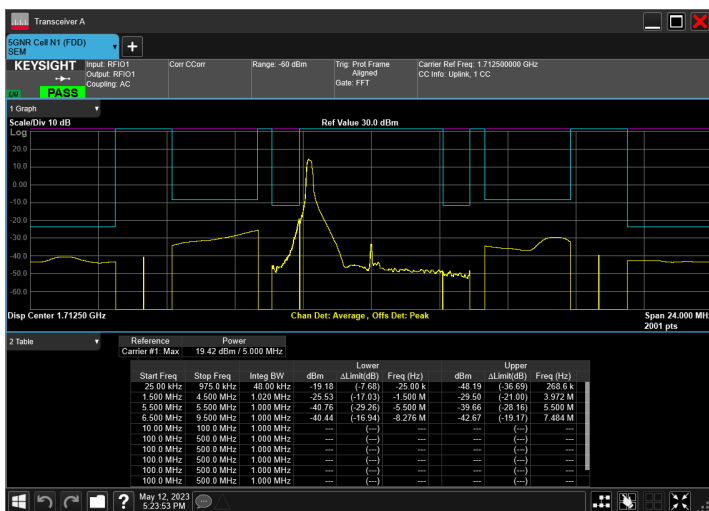 Transceiver A
5GNR Cell N1 (FDD)
SEM
KEYSIGHT
PASS
Input: RFIO1
Output: RFIO1
Coupling: AC
Corr CCorr
Range: -60 dBm
Trig: Prot Frame
Aligned
Gate: FFT
Carrier Ref Freq: 1.712500000 GHz
CC Info: Uplink, 1 CC
1 Graph
Scale/Div 10 dB
Ref Value 30.0 dBm
Log
20.0
10.0
0.00
-10.0
-20.0
-30.0
-40.0
-50.0
-60.0
Disp Center 1.71250 GHz
Chan Det: Average, Offs Det: Peak
Span 24.000 MH
2001 pts
2 Table
Reference Power
Carrier #1: Max 19.42 dBm / 5.000 MHz
Lower Upper
Start Freq Stop Freq Integ BW dBm ΔLimit(dB) Freq (Hz) dBm ΔLimit(dB) Freq (Hz)
25.00 kHz 975.0 kHz 48.00 kHz -19.18 (-7.68) -25.00 k -48.19 (-36.69) 268.6 k
1.500 MHz 4.500 MHz 1.020 MHz -25.53 (-17.03) -1.500 M -29.50 (-21.00) 3.972 M
5.500 MHz 5.500 MHz 1.000 MHz -40.76 (-29.26) -5.500 M -39.66 (-28.16) 5.500 M
6.500 MHz 9.500 MHz 1.000 MHz -40.44 (-16.94) -8.276 M -42.67 (-19.17) 7.484 M
10.00 MHz 100.0 MHz 1.000 MHz --- (---) --- --- (---) ---
100.0 MHz 500.0 MHz 1.000 MHz --- (---) --- --- (---) ---
100.0 MHz 500.0 MHz 1.000 MHz --- (---) --- --- (---) ---
100.0 MHz 500.0 MHz 1.000 MHz --- (---) --- --- (---) ---
100.0 MHz 500.0 MHz 1.000 MHz --- (---) --- --- (---) ---
100.0 MHz 500.0 MHz 1.000 MHz --- (---) --- --- (---) ---
May 12, 2023
5:23:53 PM